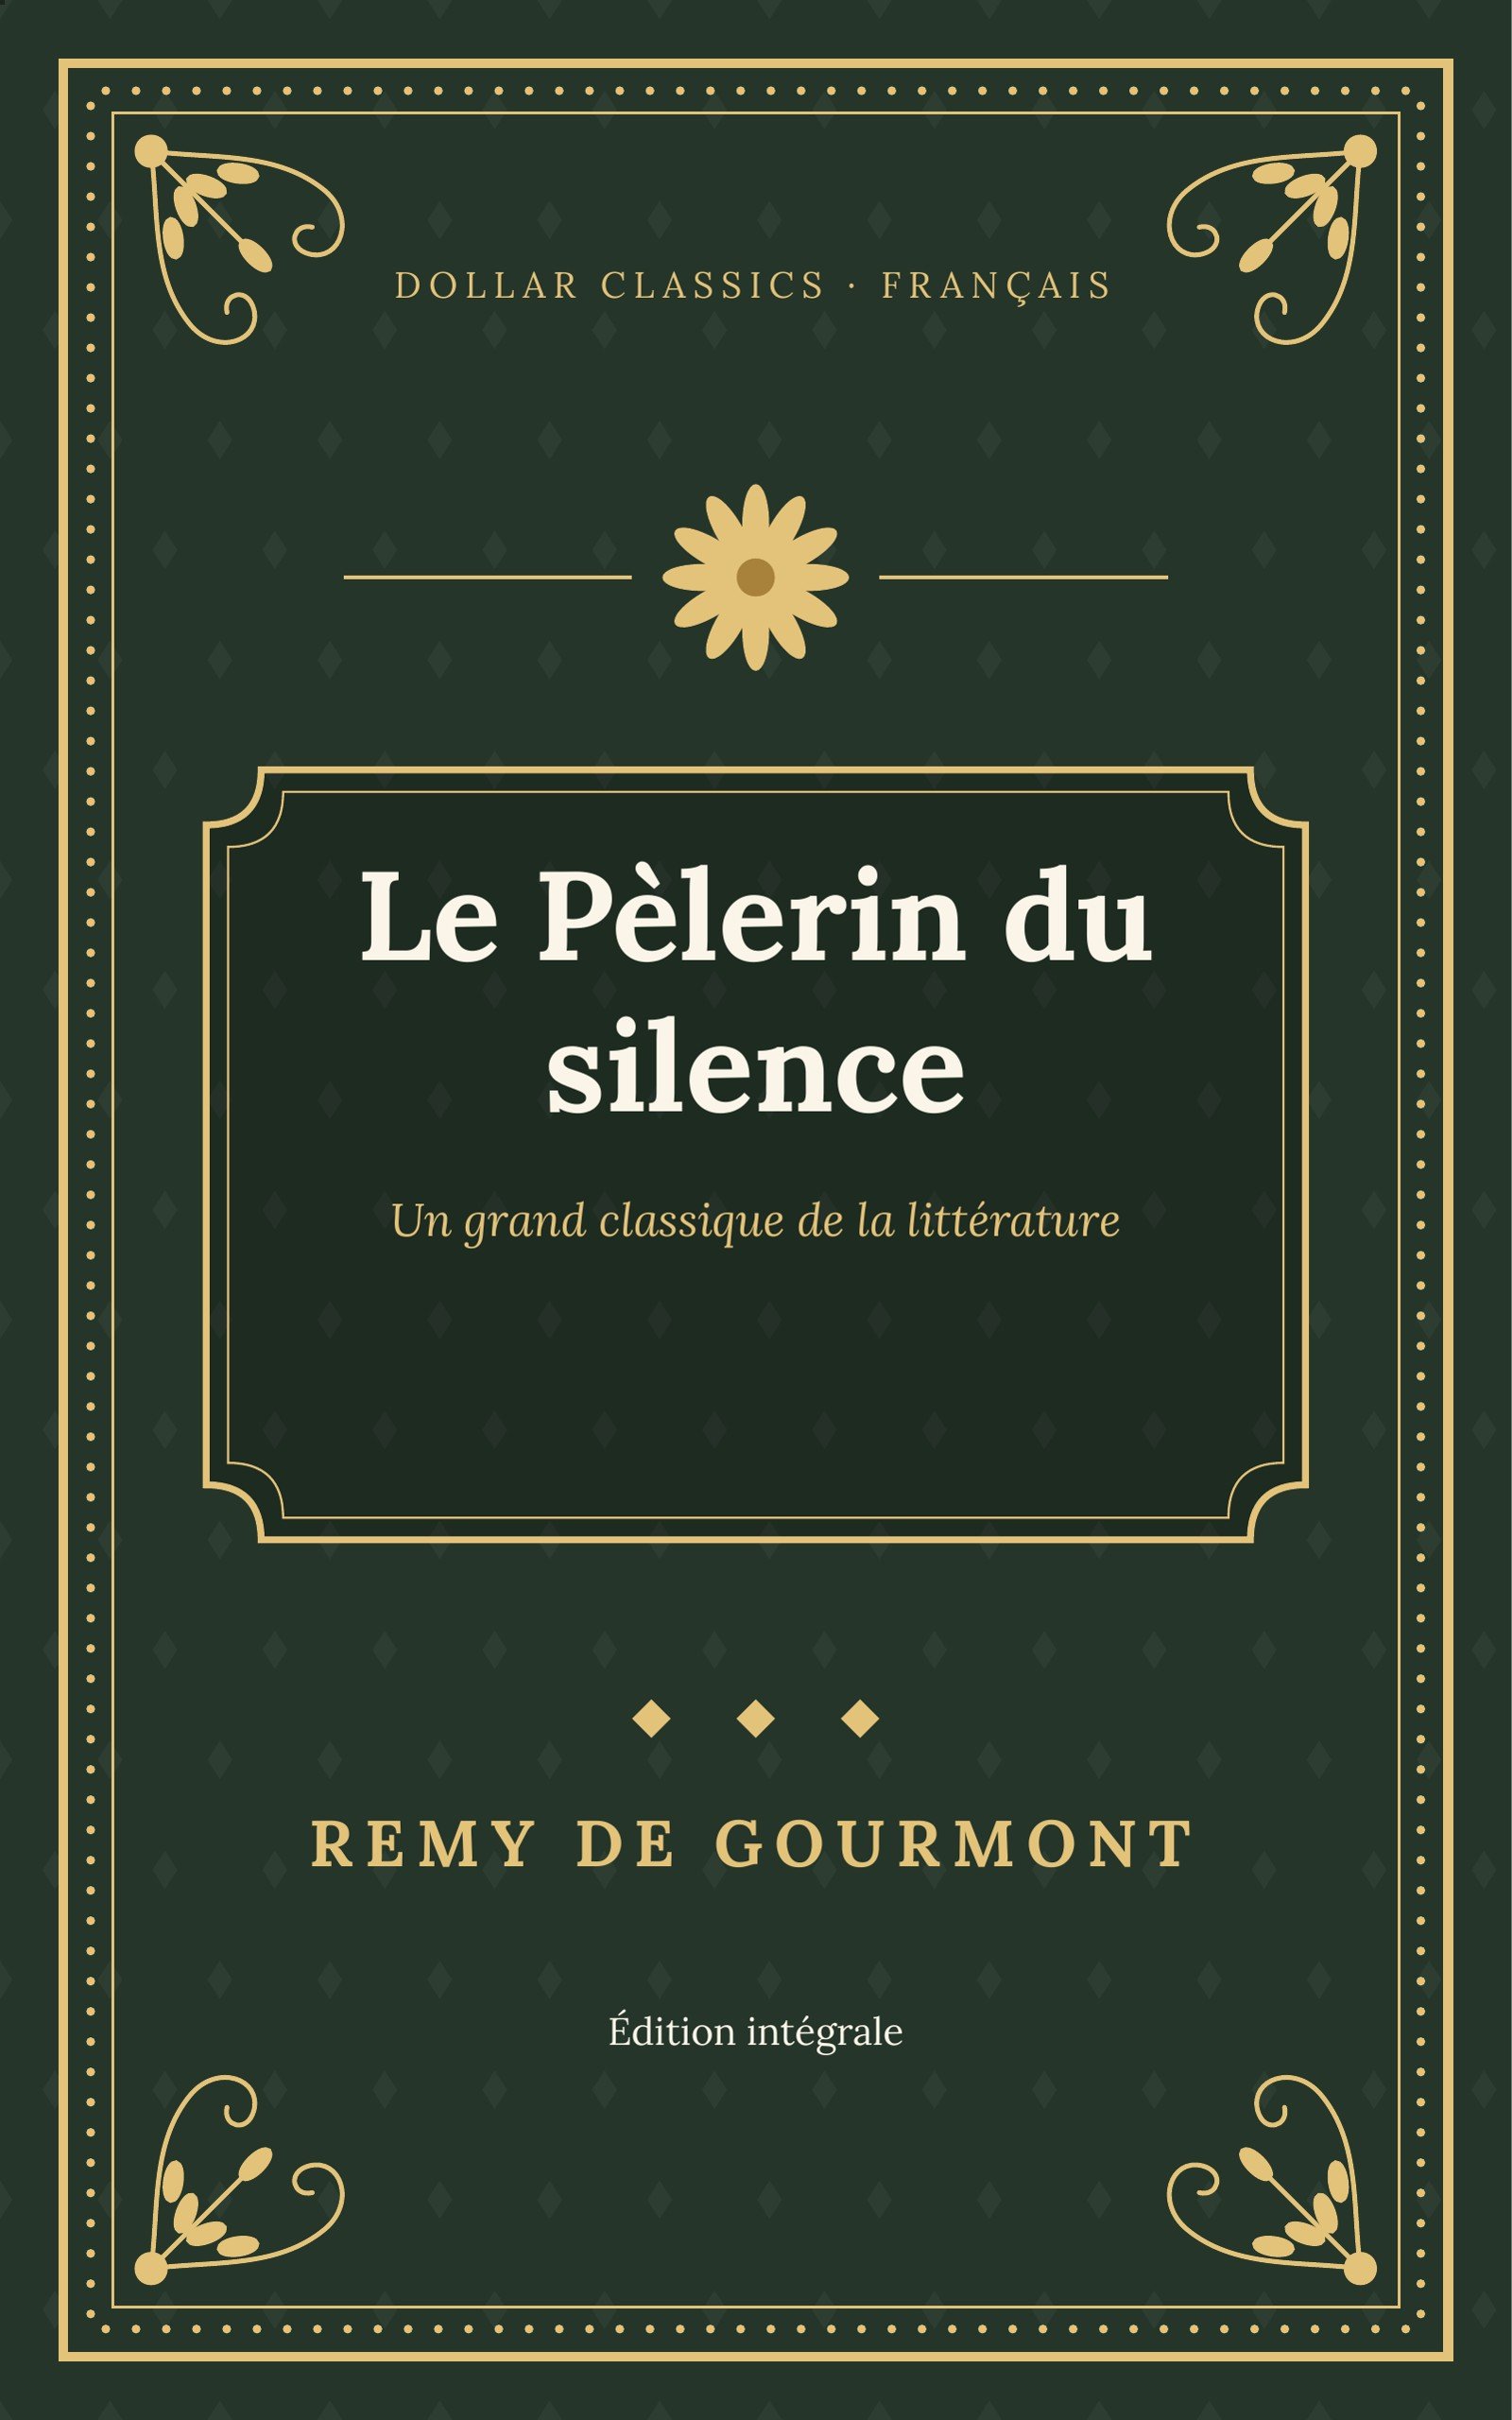 DOLLAR CLASSICS · FRANÇAIS
Le Pèlerin du
silence
Un grand classique de la littérature
REMY DE GOURMONT
Édition intégrale